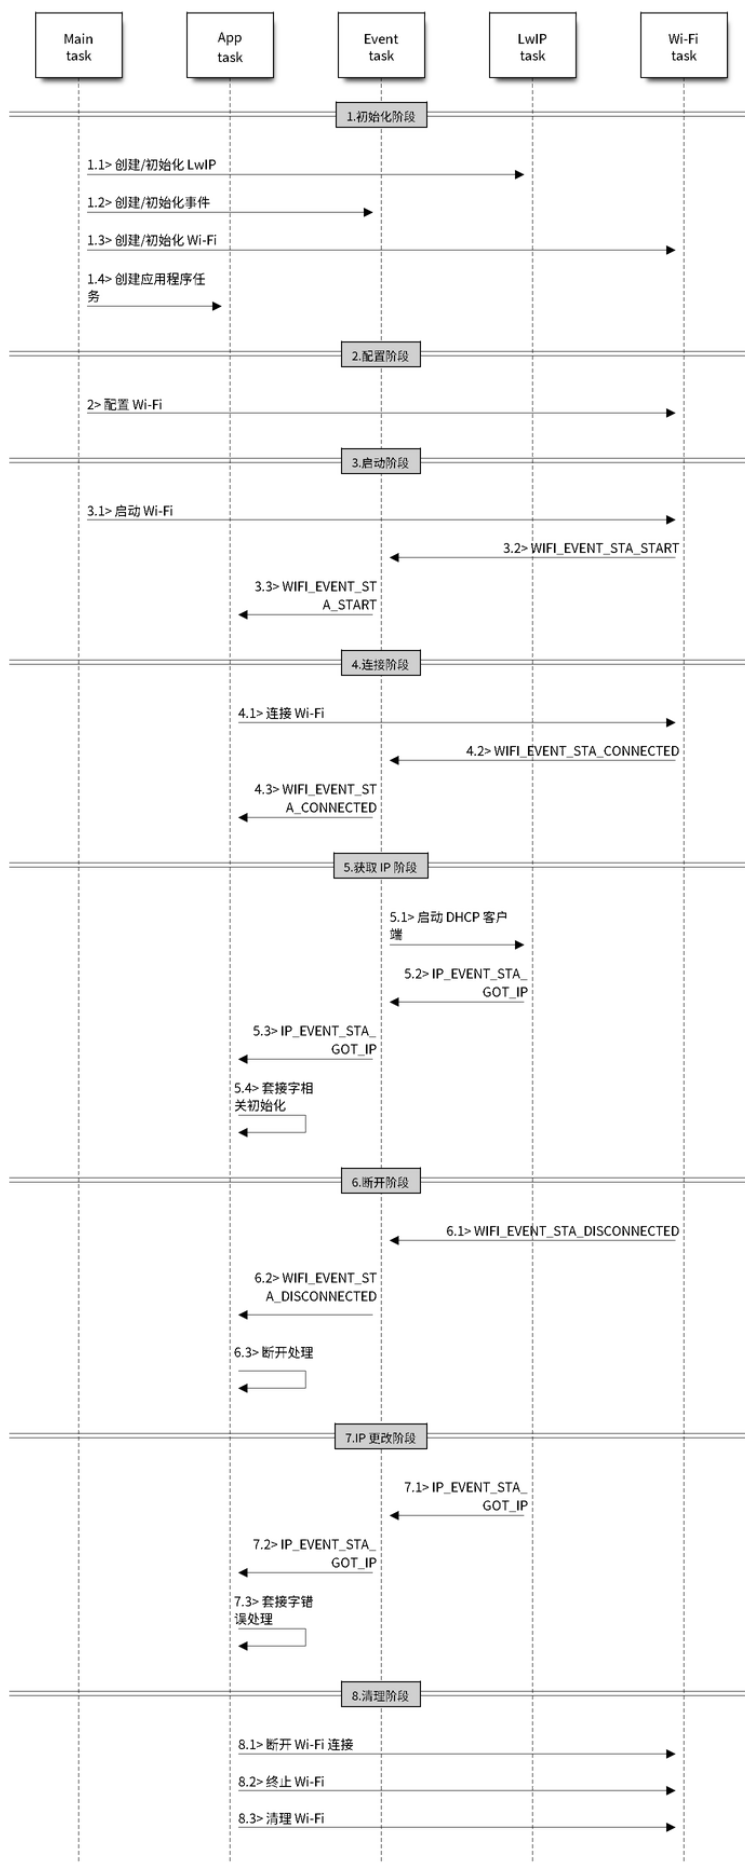 Main
task
App
task
Event
task
LwIP
task
Wi-Fi
task
1.初始化阶段
1.1> 创建/初始化 LwIP
1.2> 创建/初始化事件
1.3> 创建/初始化 Wi-Fi
1.4> 创建应用程序任
务
2.配置阶段
2> 配置 Wi-Fi
3.启动阶段
3.1> 启动 Wi-Fi
3.2> WIFI_EVENT_STA_START
3.3> WIFI_EVENT_ST
A_START
4.连接阶段
4.1> 连接 Wi-Fi
4.2> WIFI_EVENT_STA_CONNECTED
4.3> WIFI_EVENT_ST
A_CONNECTED
5.获取 IP 阶段
5.1> 启动 DHCP 客户
端
5.2> IP_EVENT_STA_
GOT_IP
5.3> IP_EVENT_STA_
GOT_IP
5.4> 套接字相
关初始化
6.断开阶段
6.1> WIFI_EVENT_STA_DISCONNECTED
6.2> WIFI_EVENT_ST
A_DISCONNECTED
6.3> 断开处理
7.IP 更改阶段
7.1> IP_EVENT_STA_
GOT_IP
7.2> IP_EVENT_STA_
GOT_IP
7.3> 套接字错
误处理
8.清理阶段
8.1> 断开 Wi-Fi 连接
8.2> 终止 Wi-Fi
8.3> 清理 Wi-Fi